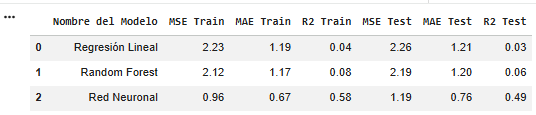 •••
Nombre del Modelo MSE Train MAE Train R2 Train MSE Test MAE Test R2 Test
0 Regresión Lineal 2.23 1.19 0.04 2.26 1.21 0.03
1 Random Forest 2.12 1.17 0.08 2.19 1.20 0.06
2 Red Neuronal 0.96 0.67 0.58 1.19 0.76 0.49